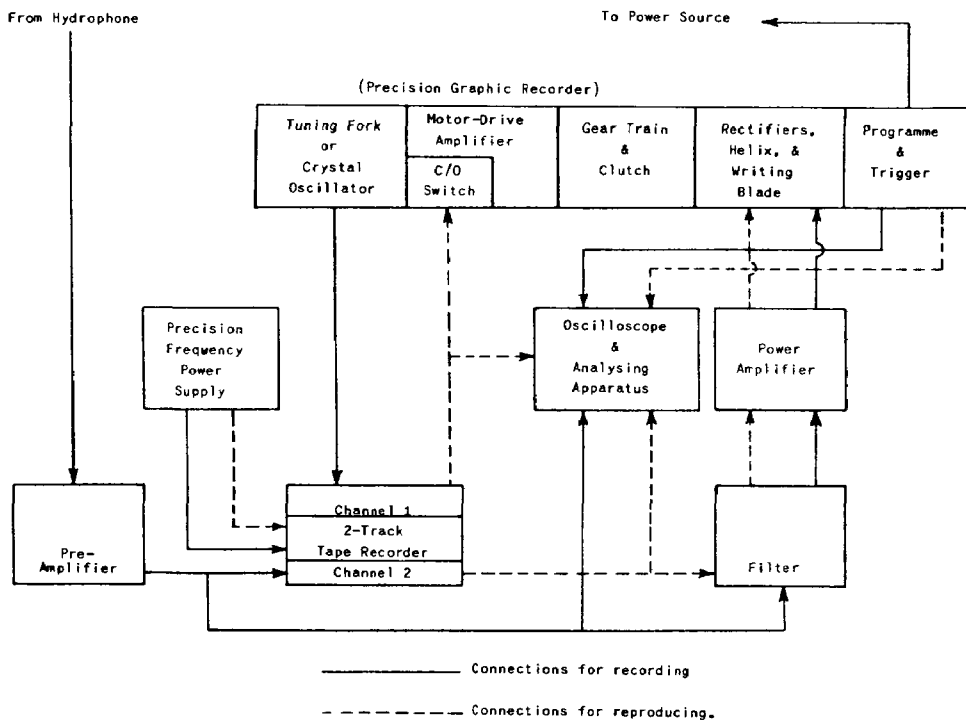 From Hydrophone
To Power Source
(Precision Graphic Recorder)
Tuning Fork
or
Crystal
Oscillator
Motor-Drive
Amplifier
C/O
Switch
Gear Train
&
Clutch
Rectifiers,
Helix, &
Writing
Blade
Programme
&
Trigger
Precision
Frequency
Power
Supply
Oscilloscope
&
Analysing
Apparatus
Power
Amplifier
Pre-
Amplifier
Channel 1
2-Track
Tape Recorder
Channel 2
Filter
Connections for recording
Connections for reproducing.